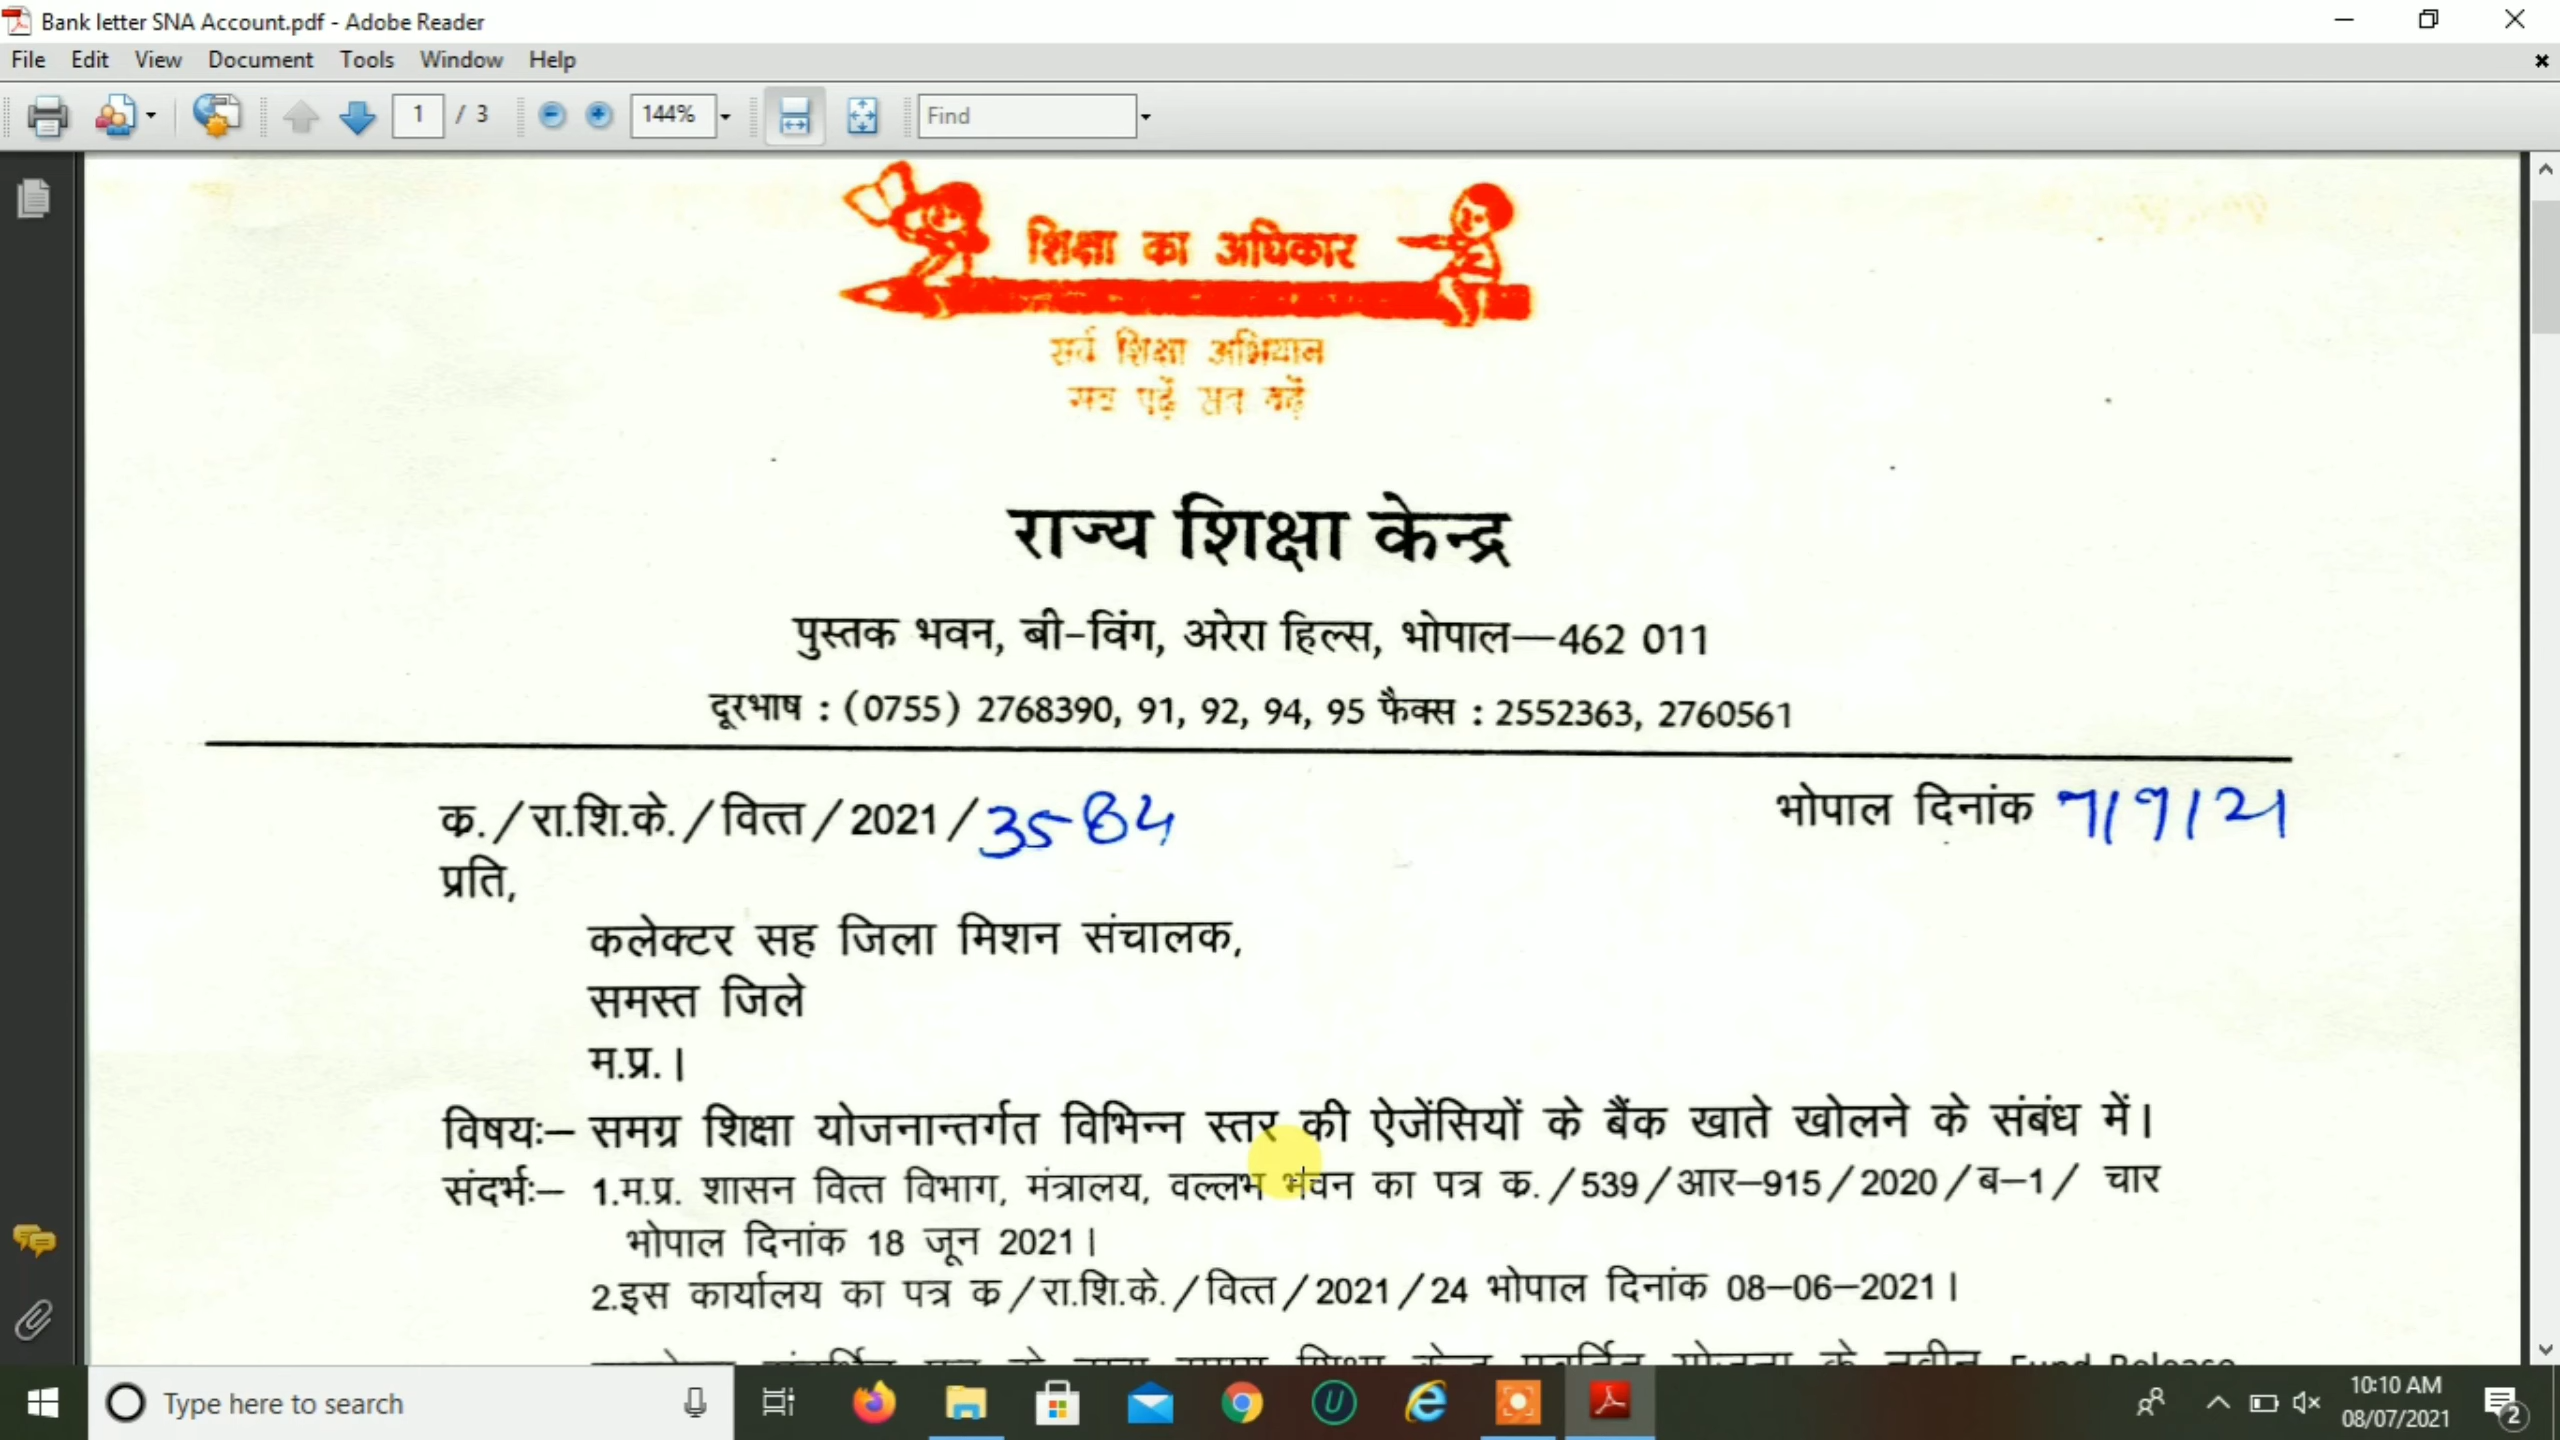 Bank letter SNA Account.pdf - Adobe Reader
File Edit View Document Tools Window Help
1 / 3 144% Find
शिक्षा का अधिकार
सर्व शिक्षा अभियान
सब पढ़ें सब बढ़ें
राज्य शिक्षा केन्द्र
पुस्तक भवन, बी-विंग, अरेरा हिल्स, भोपाल—462 011
दूरभाष : (0755) 2768390, 91, 92, 94, 95 फैक्स : 2552363, 2760561
क./रा.शि.के./वित्त/2021/3584 भोपाल दिनांक 7/7/21
प्रति,
कलेक्टर सह जिला मिशन संचालक,
समस्त जिले
म.प्र.।
विषयः– समग्र शिक्षा योजनान्तर्गत विभिन्न स्तर की ऐजेंसियों के बैंक खाते खोलने के संबंध में।
संदर्भः– 1.म.प्र. शासन वित्त विभाग, मंत्रालय, वल्लभ भवन का पत्र क./539/आर–915/2020/ब–1/ चार
भोपाल दिनांक 18 जून 2021।
2.इस कार्यालय का पत्र क/रा.शि.के./वित्त/2021/24 भोपाल दिनांक 08–06–2021।
Type here to search
10:10 AM
08/07/2021
2